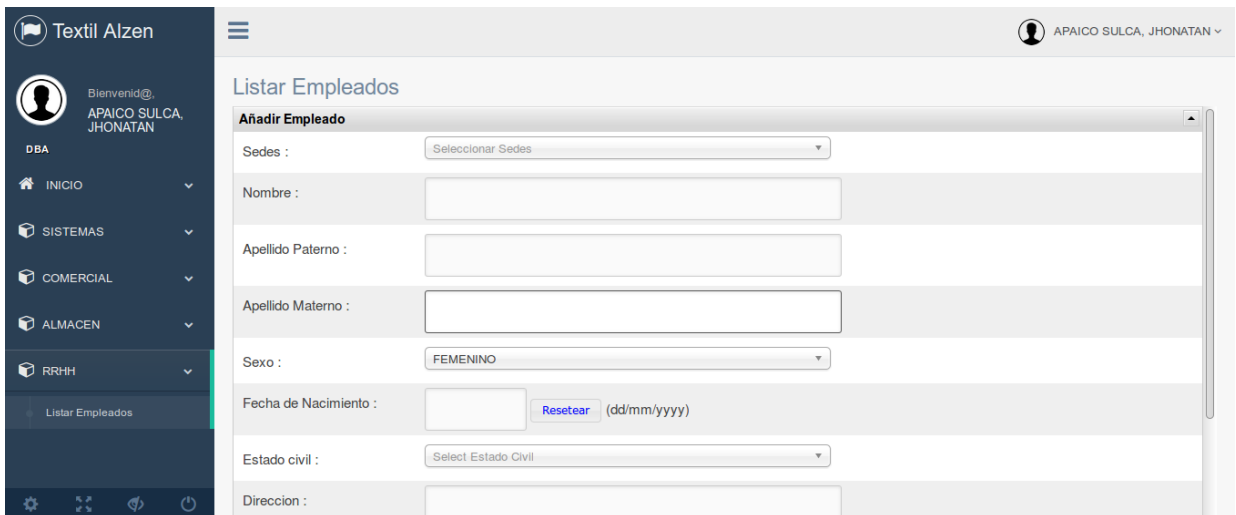 Textil Alzen
Bienvenid@,
APAICO SULCA,
JHONATAN
DBA
INICIO
SISTEMAS
COMERCIAL
ALMACEN
RRHH
Listar Empleados
APAICO SULCA, JHONATAN
Listar Empleados
Añadir Empleado
Sedes : Seleccionar Sedes
Nombre :
Apellido Paterno :
Apellido Materno :
Sexo : FEMENINO
Fecha de Nacimiento : Resetear (dd/mm/yyyy)
Estado civil : Select Estado Civil
Direccion :